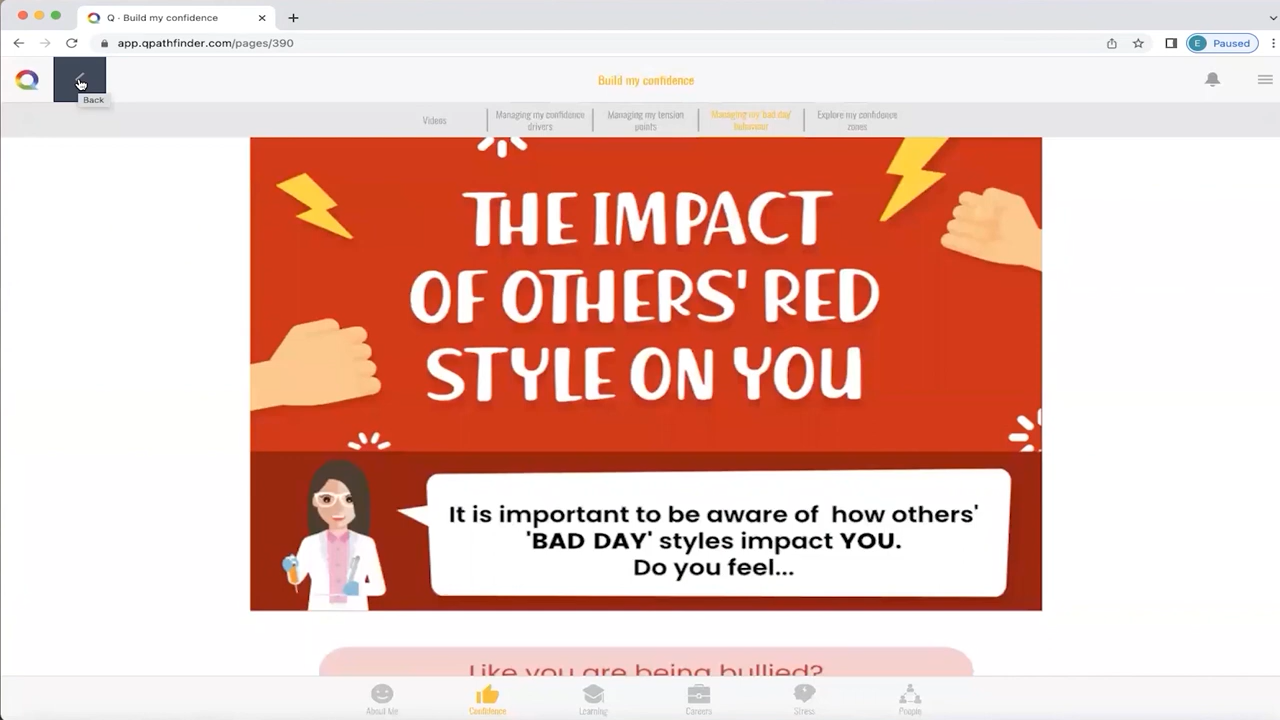 Q - Build my confidence
app.qpathfinder.com/pages/390
E Paused
Back
Build my confidence
Videos
Managing my confidence
drivers
Managing my tension
points
Managing my 'bad day'
behaviour
Explore my confidence
zones
THE IMPACT
OF OTHERS' RED
STYLE ON YOU
It is important to be aware of how others'
'BAD DAY' styles impact YOU.
Do you feel...
Like you are being bullied?
About Me
Confidence
Learning
Careers
Stress
People